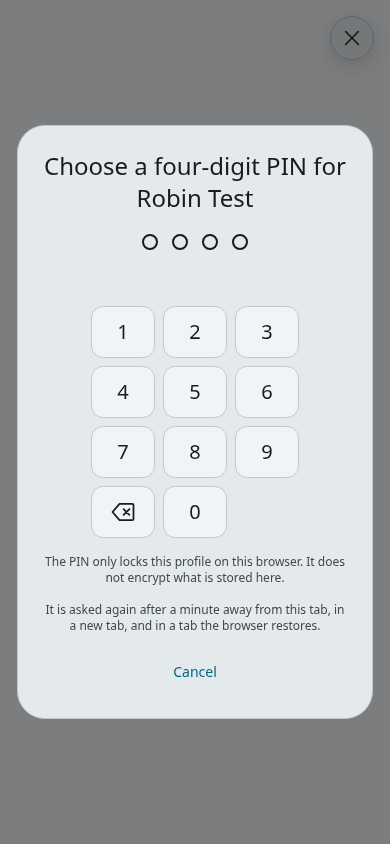 Choose a four-digit PIN for
Robin Test
1 2 3
4 5 6
7 8 9
0
The PIN only locks this profile on this browser. It does
not encrypt what is stored here.
It is asked again after a minute away from this tab, in
a new tab, and in a tab the browser restores.
Cancel